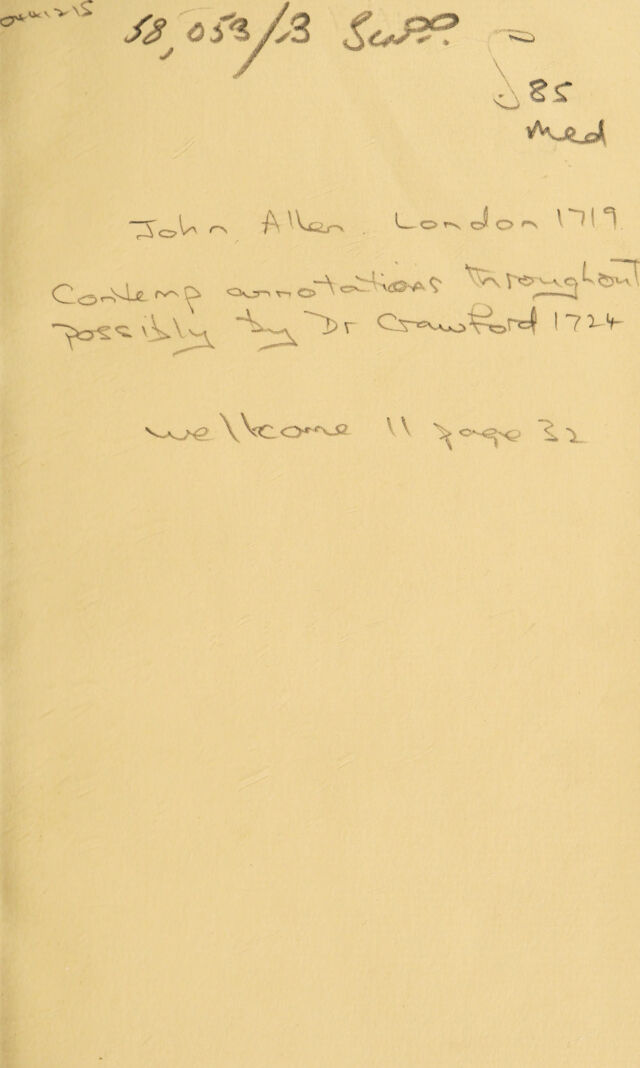 58,053/B Supp.
£85
Med
John Allen London 1719
Contemp annotations throughout
possibly by Dr Crawford 1724
Wellcome 11 page 32